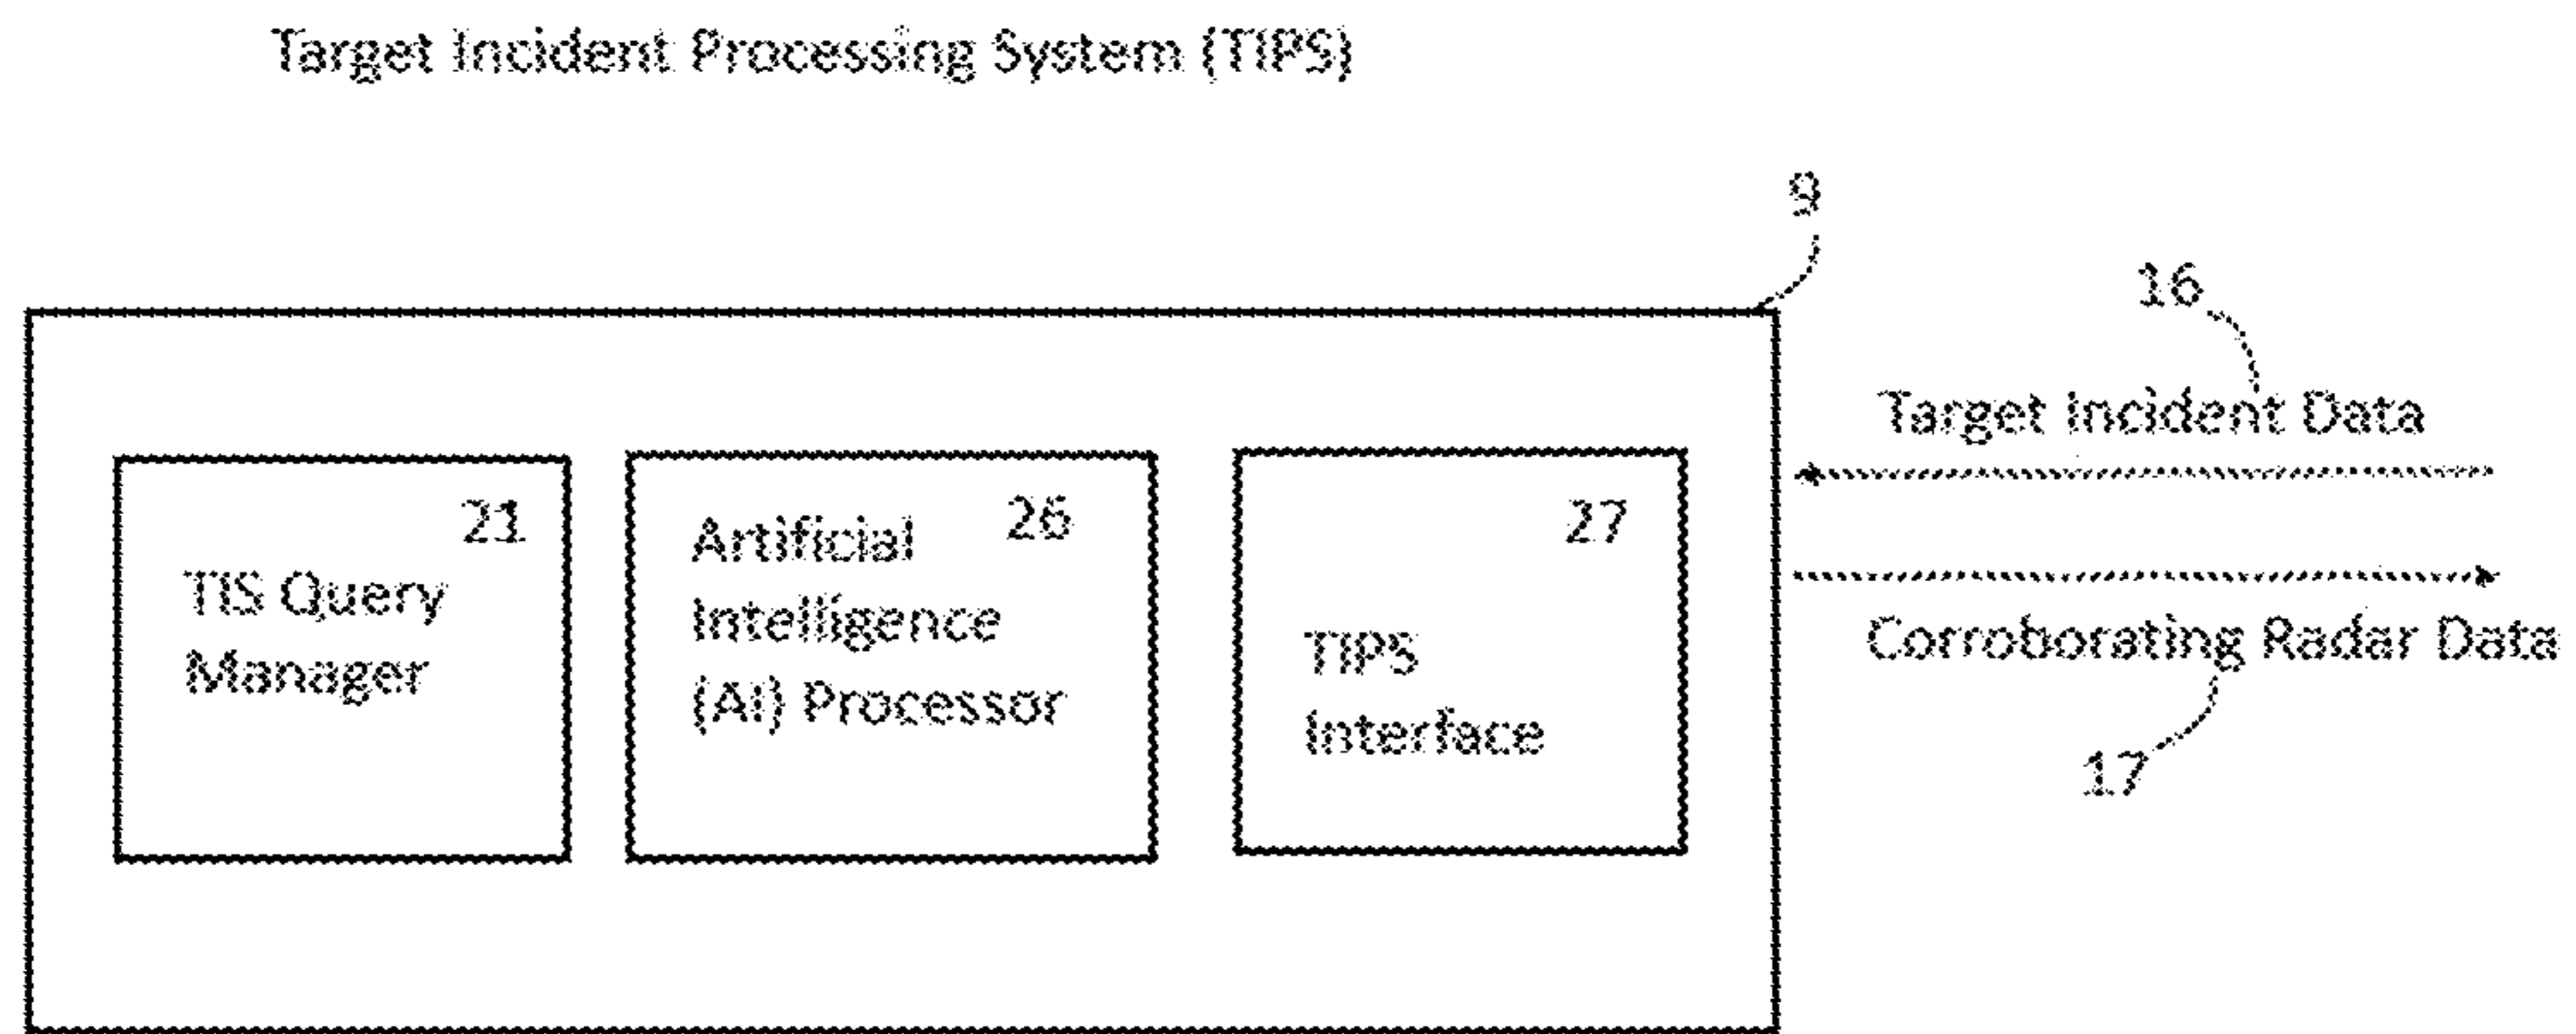 Target Incident Processing System (TIPS)
9
16
Target Incident Data
21
TIS Query
Manager
26
Artificial
Intelligence
(AI) Processor
27
TIPS
Interface
Corroborating Radar Data
17